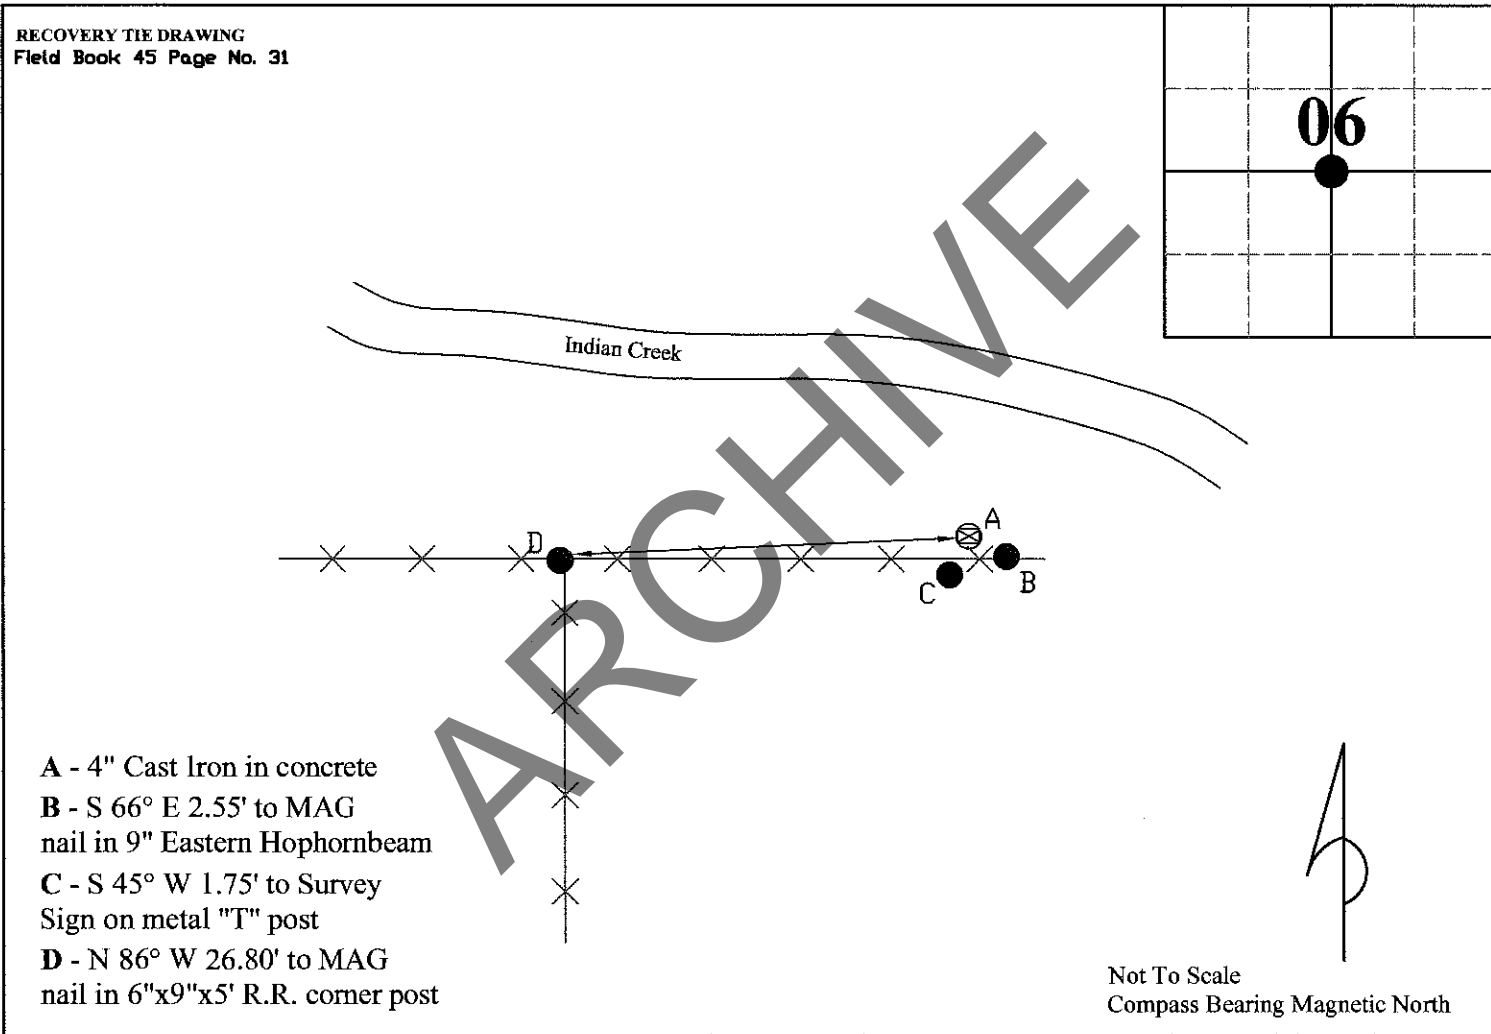 RECOVERY TIE DRAWING
Field Book 45 Page No. 31
06
Indian Creek
A
D
B
C
ARCHIVE
A - 4" Cast Iron in concrete
B - S 66° E 2.55' to MAG
nail in 9" Eastern Hophornbeam
C - S 45° W 1.75' to Survey
Sign on metal "T" post
D - N 86° W 26.80' to MAG
nail in 6"x9"x5' R.R. corner post
Not To Scale
Compass Bearing Magnetic North